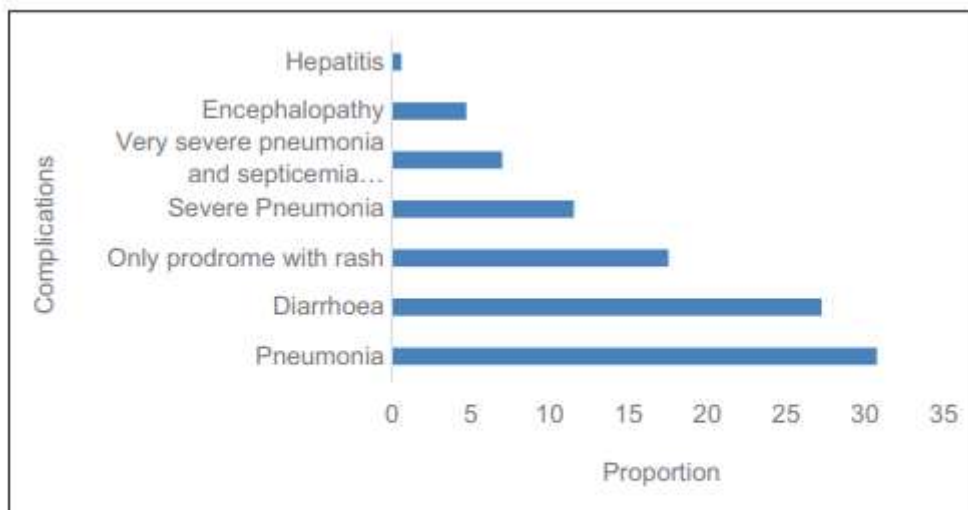 Hepatitis
Encephalopathy
Very severe pneumonia
and septicemia…
Severe Pneumonia
Only prodrome with rash
Diarrhoea
Pneumonia
Complications
0 5 10 15 20 25 30 35
Proportion